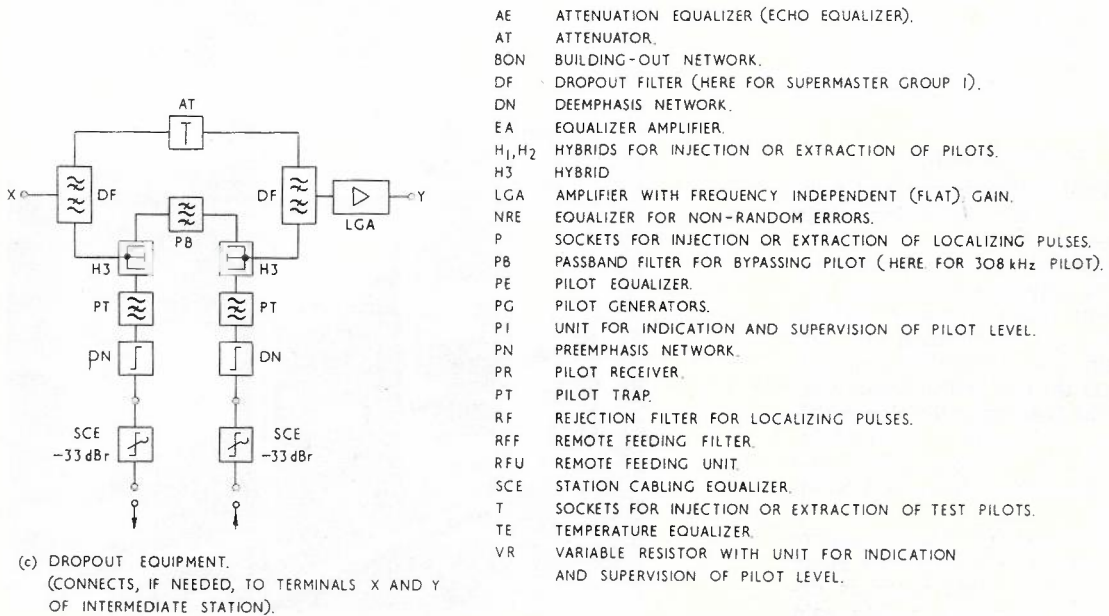 AT
X
DF
DF
Y
LGA
PB
H3
H3
PT
PT
PN
DN
SCE
-33 dBr
SCE
-33 dBr
(c) DROPOUT EQUIPMENT.
(CONNECTS, IF NEEDED, TO TERMINALS X AND Y
OF INTERMEDIATE STATION).
AE ATTENUATION EQUALIZER (ECHO EQUALIZER).
AT ATTENUATOR.
BON BUILDING-OUT NETWORK.
DF DROPOUT FILTER (HERE FOR SUPERMASTER GROUP I).
DN DEEMPHASIS NETWORK.
EA EQUALIZER AMPLIFIER.
H1,H2 HYBRIDS FOR INJECTION OR EXTRACTION OF PILOTS.
H3 HYBRID
LGA AMPLIFIER WITH FREQUENCY INDEPENDENT (FLAT) GAIN.
NRE EQUALIZER FOR NON-RANDOM ERRORS.
P SOCKETS FOR INJECTION OR EXTRACTION OF LOCALIZING PULSES.
PB PASSBAND FILTER FOR BYPASSING PILOT (HERE FOR 308 kHz PILOT).
PE PILOT EQUALIZER.
PG PILOT GENERATORS.
PI UNIT FOR INDICATION AND SUPERVISION OF PILOT LEVEL.
PN PREEMPHASIS NETWORK.
PR PILOT RECEIVER.
PT PILOT TRAP.
RF REJECTION FILTER FOR LOCALIZING PULSES.
RFF REMOTE FEEDING FILTER.
RFU REMOTE FEEDING UNIT.
SCE STATION CABLING EQUALIZER.
T SOCKETS FOR INJECTION OR EXTRACTION OF TEST PILOTS.
TE TEMPERATURE EQUALIZER.
VR VARIABLE RESISTOR WITH UNIT FOR INDICATION
AND SUPERVISION OF PILOT LEVEL.